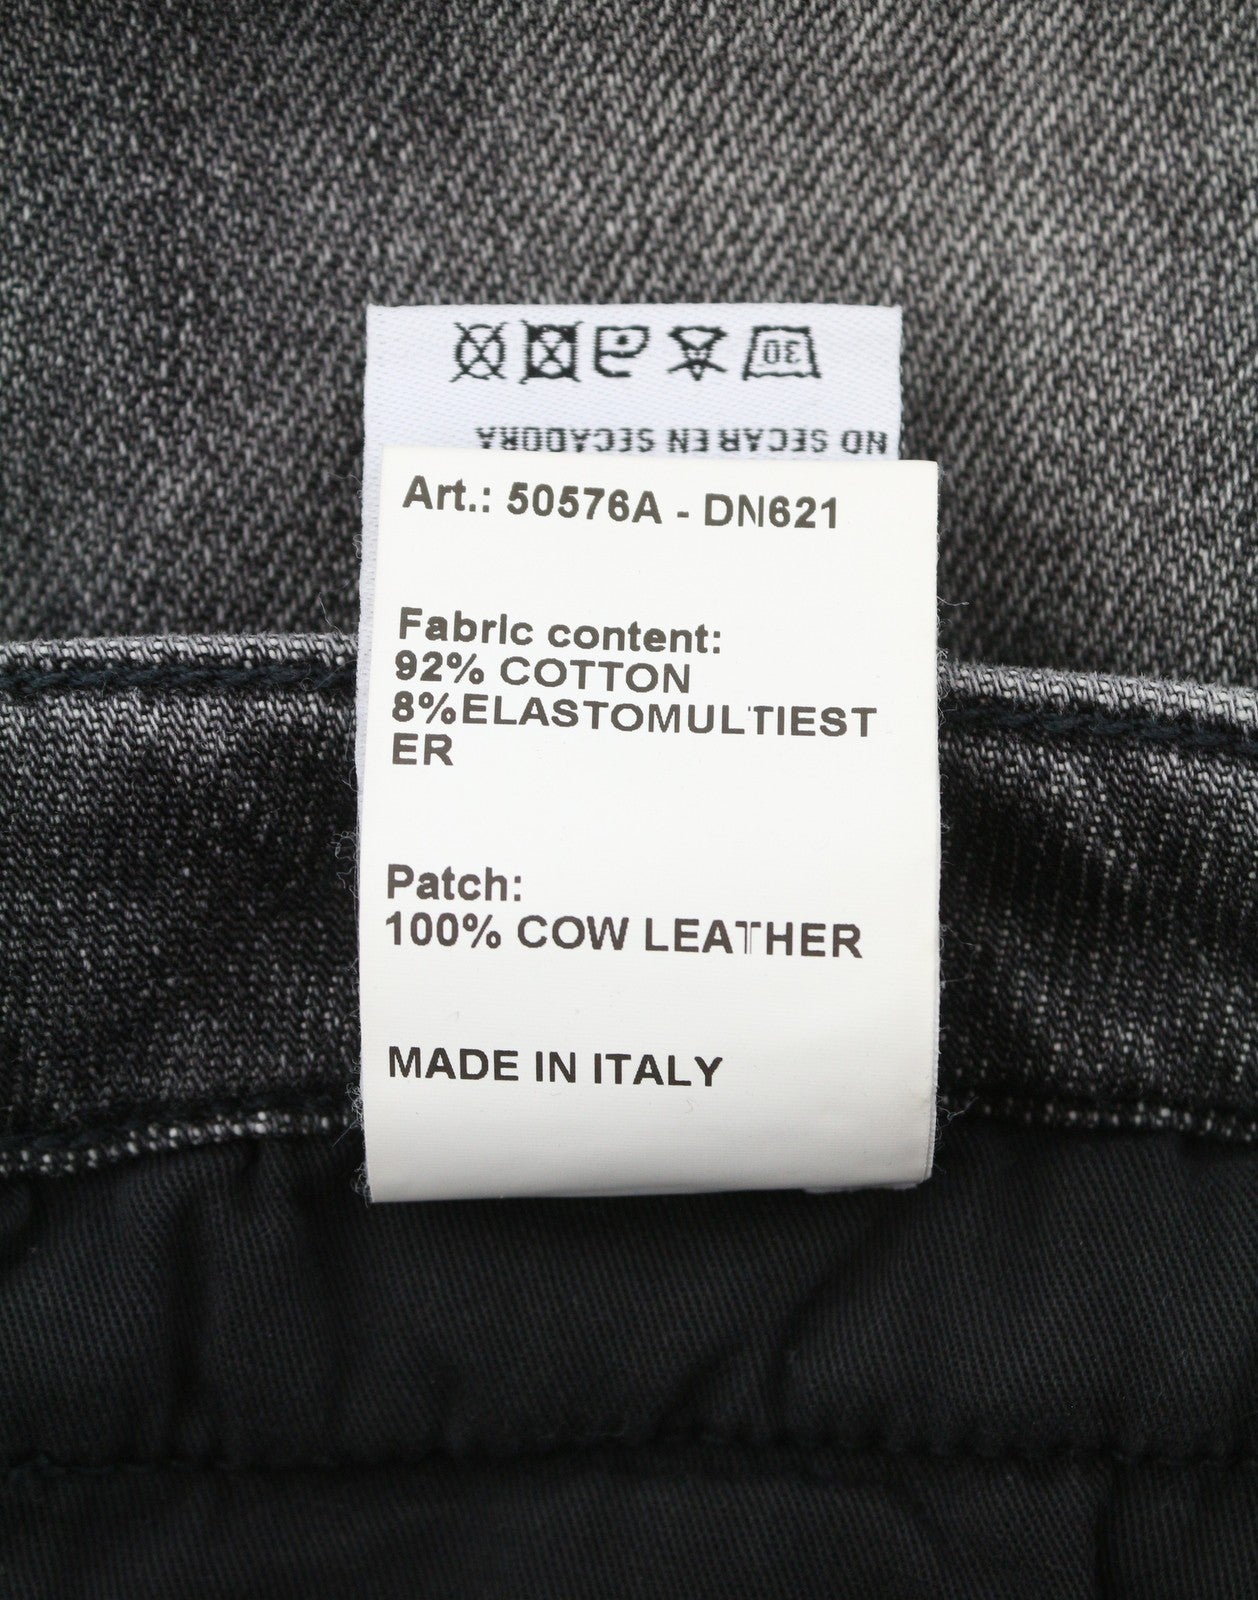 30
NO SECAR EN SECADORA
Art.: 50576A - DN621
Fabric content:
92% COTTON
8%ELASTOMULTIEST
ER
Patch:
100% COW LEATHER
MADE IN ITALY